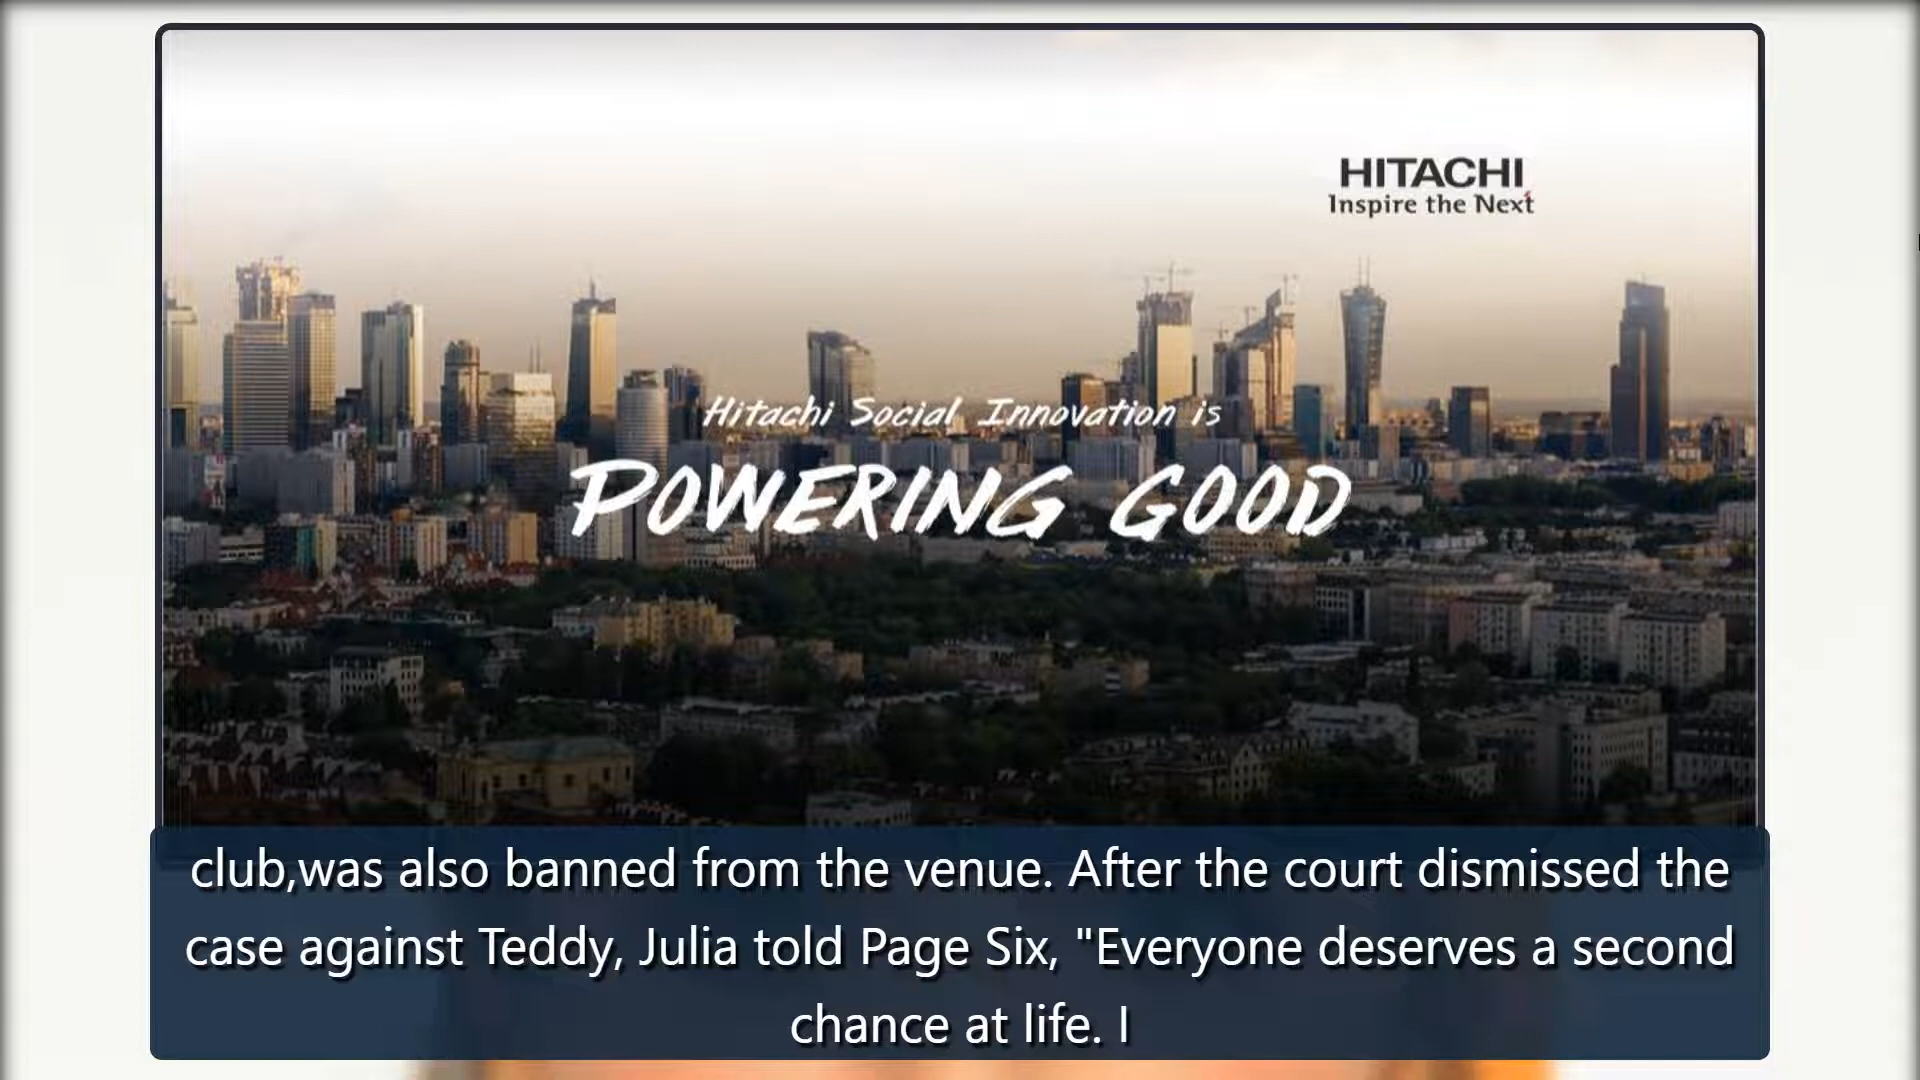 HITACHI
Inspire the Next
Hitachi Social Innovation is
POWERING GOOD
club,was also banned from the venue. After the court dismissed the
case against Teddy, Julia told Page Six, "Everyone deserves a second
chance at life. I